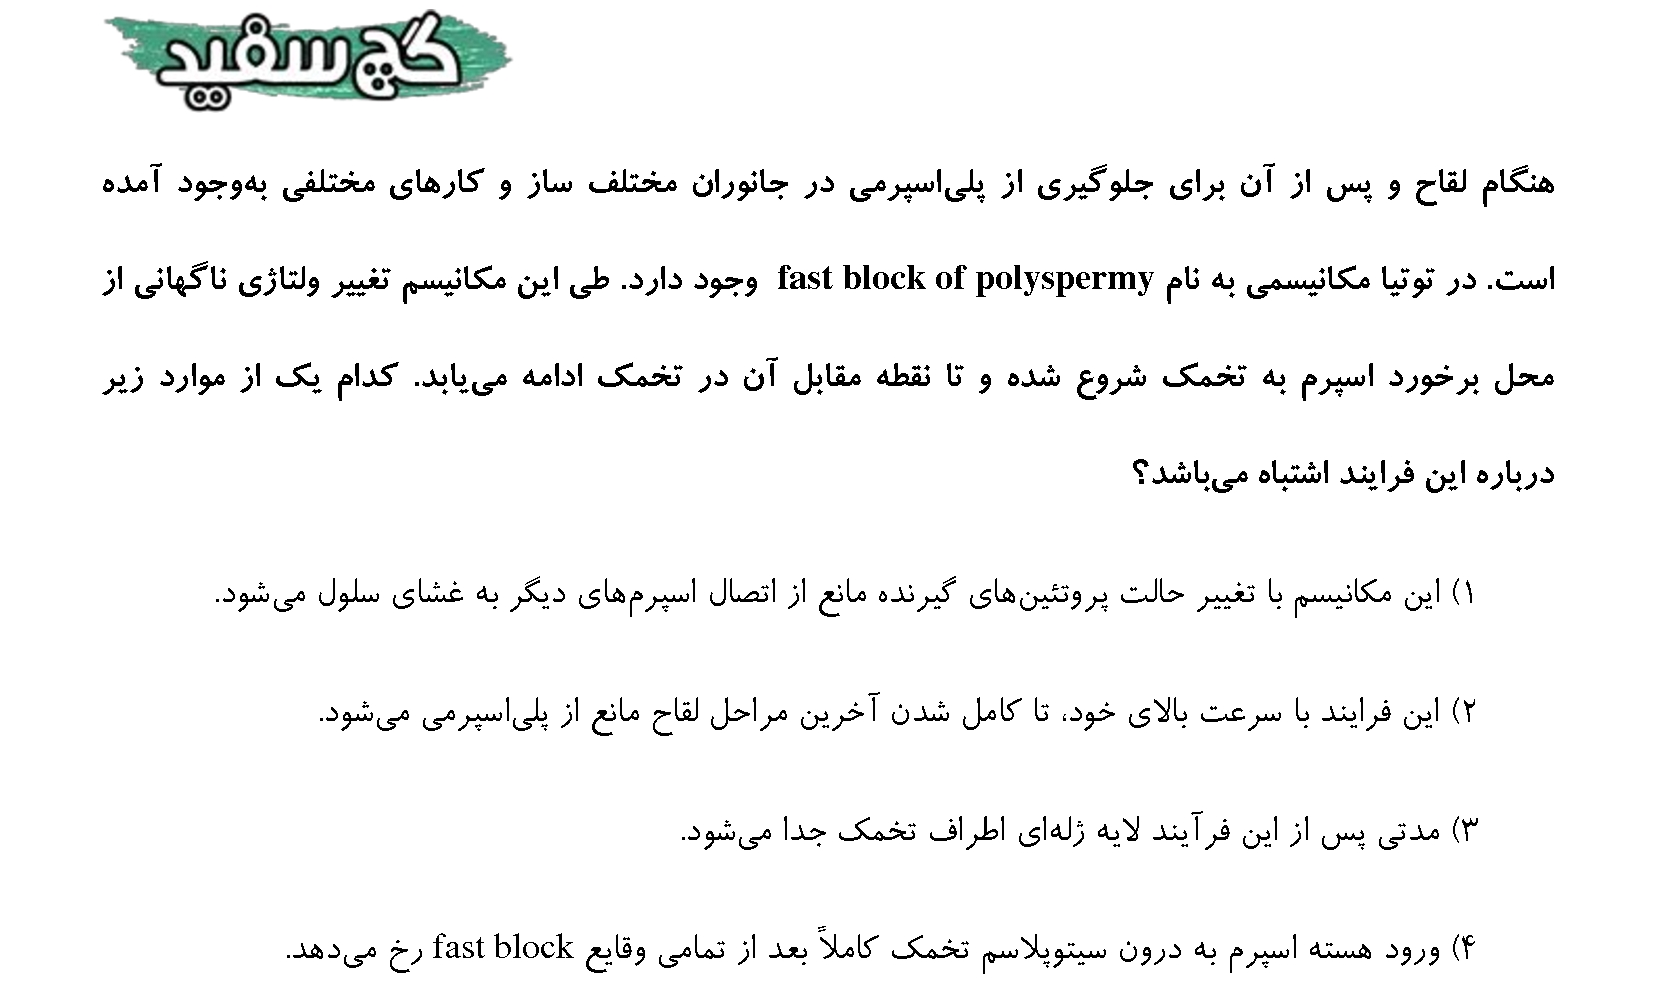 گچ سفید
هنگام لقاح و پس از آن برای جلوگیری از پلی‌اسپرمی در جانوران مختلف ساز و کارهای مختلفی به‌وجود آمده
است. در توتیا مکانیسمی به نام fast block of polyspermy وجود دارد. طی این مکانیسم تغییر ولتاژی ناگهانی از
محل برخورد اسپرم به تخمک شروع شده و تا نقطه مقابل آن در تخمک ادامه می‌یابد. کدام یک از موارد زیر
درباره این فرایند اشتباه می‌باشد؟
۱) این مکانیسم با تغییر حالت پروتئین‌های گیرنده مانع از اتصال اسپرم‌های دیگر به غشای سلول می‌شود.
۲) این فرایند با سرعت بالای خود، تا کامل شدن آخرین مراحل لقاح مانع از پلی‌اسپرمی می‌شود.
۳) مدتی پس از این فرآیند لایه ژله‌ای اطراف تخمک جدا می‌شود.
۴) ورود هسته اسپرم به درون سیتوپلاسم تخمک کاملاً بعد از تمامی وقایع fast block رخ می‌دهد.